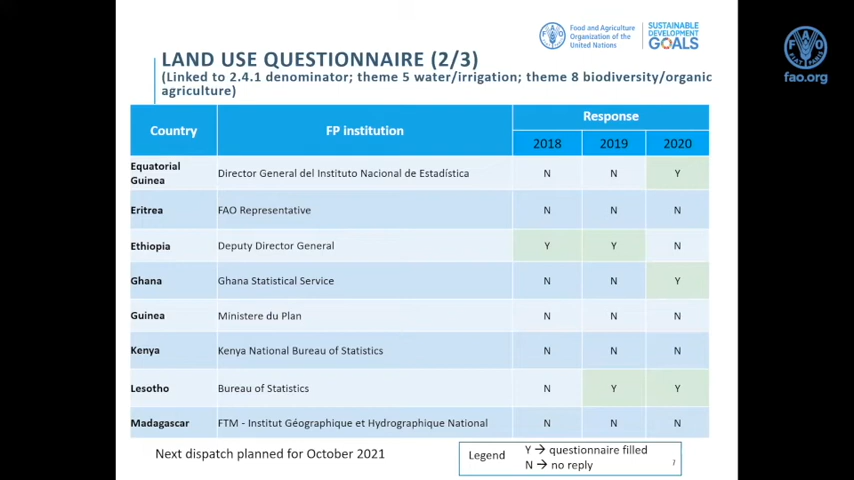 Food and Agriculture
Organization of the
United Nations
SUSTAINABLE
DEVELOPMENT
GOALS
FAO
FIAT PANIS
fao.org
LAND USE QUESTIONNAIRE (2/3)
(Linked to 2.4.1 denominator; theme 5 water/irrigation; theme 8 biodiversity/organic
agriculture)
Country FP institution Response
2018 2019 2020
Equatorial Guinea Director General del Instituto Nacional de Estadística N N Y
Eritrea FAO Representative N N N
Ethiopia Deputy Director General Y Y N
Ghana Ghana Statistical Service N N Y
Guinea Ministere du Plan N N N
Kenya Kenya National Bureau of Statistics N N N
Lesotho Bureau of Statistics N Y Y
Madagascar FTM - Institut Géographique et Hydrographique National N N N
Next dispatch planned for October 2021
Legend Y → questionnaire filled
N → no reply
7